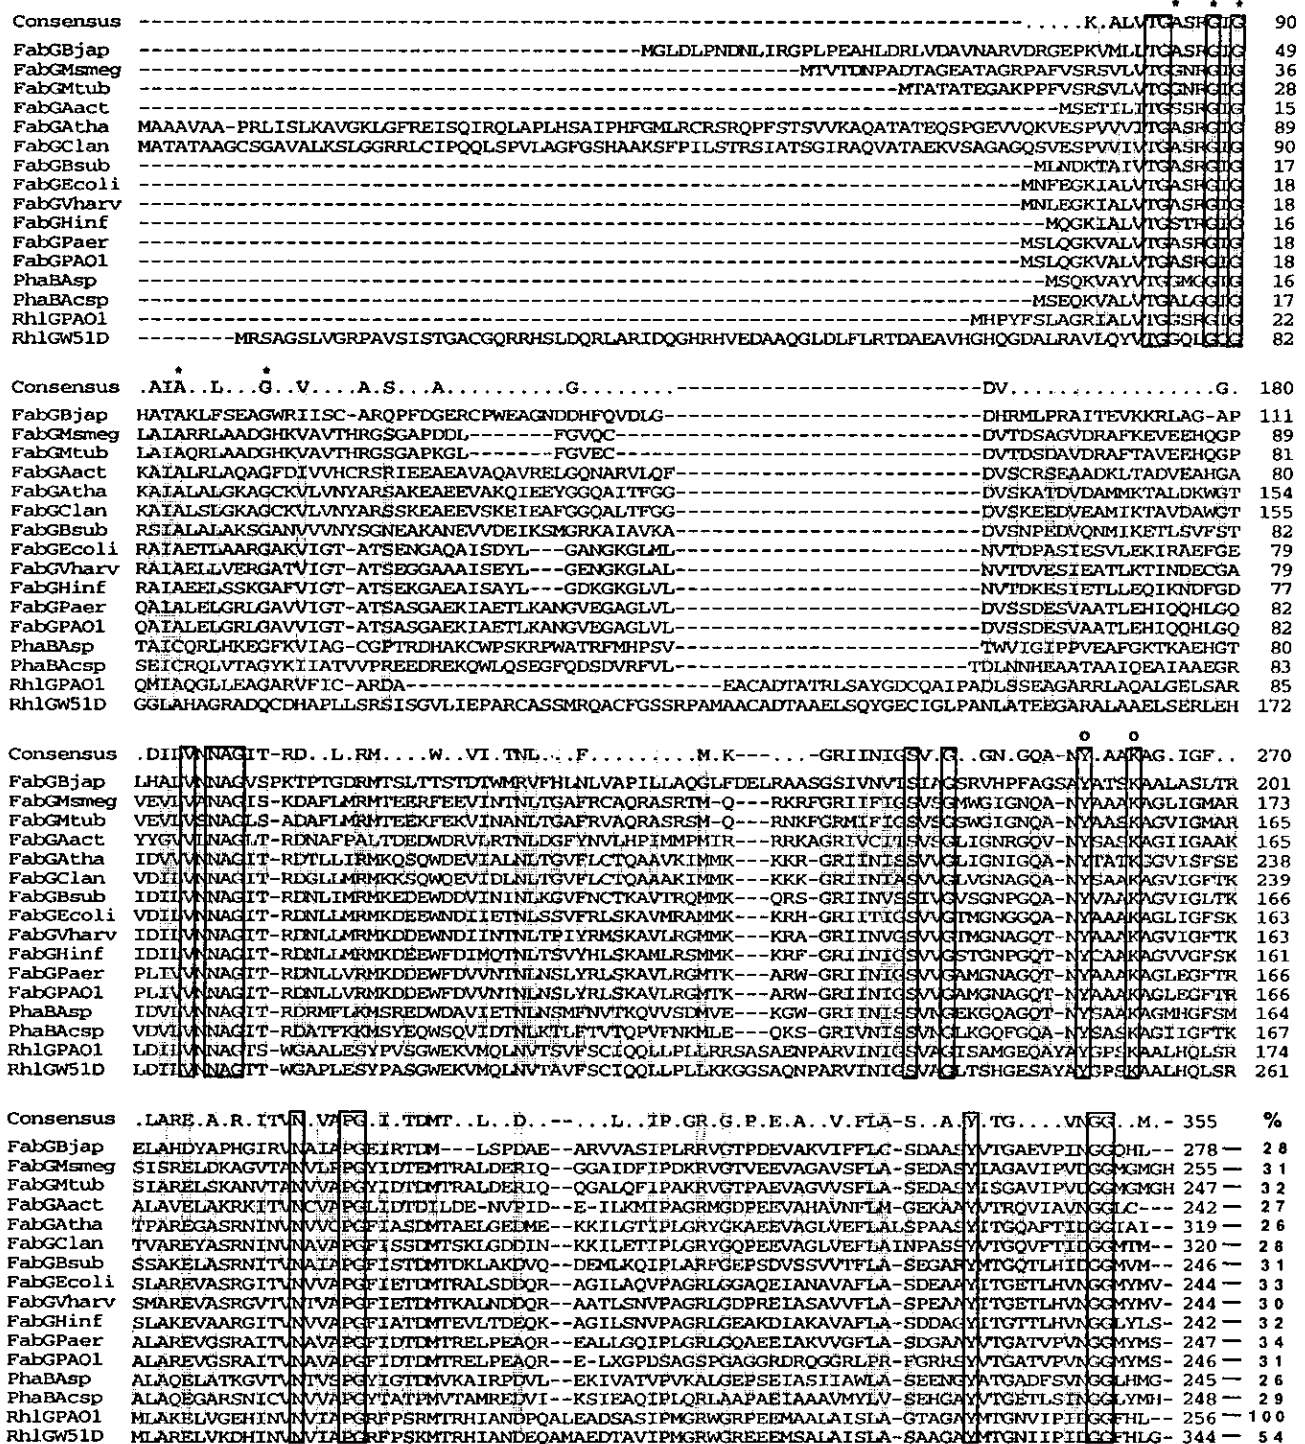 * * *
Consensus ------------------------------------------------------------------------.....K.ALVTGASRGIG 90
FabGBjap -----------------------------------------MGLDLPNDNLIRGPLPEAHLDRLVDAVNARVDRGEPKVMLLTGASRGIG 49
FabGMsmeg ------------------------------------------------------MTVTDNPADTAGEATAGRPAFVSRSVLVTGGNRGIG 36
FabGMtub --------------------------------------------------------------MTATATEGAKPPFVSRSVLVTGGNRGIG 28
FabGAact ---------------------------------------------------------------------------MSETILITGSSRGIG 15
FabGAtha MAAAVAA-PRLISLKAVGKLGFREISQIRQLAPLHSAIPHFGMLRCRSRQPFSTSVVKAQATATEQSPGEVVQKVESPVVVITGASRGIG 89
FabGClan MATATAAGCSGAVALKSLGGRRLCIPQQLSPVLAGFGSHAAKSFPILSTRSIATSGIRAQVATAEKVSAGAGQSVESPVVIVTGASRGIG 90
FabGBsub -------------------------------------------------------------------------MLNDKTAIVTGASRGIG 17
FabGEcoli ------------------------------------------------------------------------MNFEGKIALVTGASRGIG 18
FabGVharv ------------------------------------------------------------------------MNLEGKIALVTGASRGIG 18
FabGHinf --------------------------------------------------------------------------MQGKIALVTGSTRGIG 16
FabGPaer ------------------------------------------------------------------------MSLQGKVALVTGASRGIG 18
FabGPAO1 ------------------------------------------------------------------------MSLQGKVALVTGASRGIG 18
PhaBAsp --------------------------------------------------------------------------MSQKVAYVTGGMGGIG 16
PhaBAcsp -------------------------------------------------------------------------MSEQKVALVTGALGGIG 17
RhlGPAO1 --------------------------------------------------------------------MHPYFSLAGRIALVTGGSRGIG 22
RhlGW51D --------MRSAGSLVGRPAVSISTGACGQRRHSLDQRLARIDQGHRHVEDAAQGLDLFLRTDAEAVHGHQGDALRAVLQYVTGGQLGQG 82
* *
Consensus .AIA..L...G..V....A.S...A..........G.......-------------------------DV..................G. 180
FabGBjap HATAKLFSEAGWRIISC-ARQPFDGERCPWEAGNDDHFQVDLG-------------------------DHRMLPRAITEVKKRLAG-AP 111
FabGMsmeg LAIARRLAADGHKVAVTHRGSGAPDDL-------FGVQC-----------------------------DVTDSAGVDRAFKEVEEHQGP 89
FabGMtub LAIAQRLAADGHKVAVTHRGSGAPKGL-------FGVEC-----------------------------DVTDSDAVDRAFTAVEEHQGP 81
FabGAact KAIALRLAQAGFDIVVHCRSRIEEAEAVAQAVRELGQNARVLQF------------------------DVSCRSEAADKLTADVEAHGA 80
FabGAtha KAIALALGKAGCKVLVNYARSAKEAEEVAKQIEEYGGQAITFGG------------------------DVSKATDVDAMMKTALDKWGT 154
FabGClan KAIALSLGKAGCKVLVNYARSSKEAEEVSKEIEAFGGQALTFGG------------------------DVSKEEDVEAMIKTAVDAWGT 155
FabGBsub RSIALALAKSGANVVVNYSGNEAKANEVVDEIKSMGRKAIAVKA------------------------DVSNPEDVQNMIKETLSVFST 82
FabGEcoli RAIAETLAARGAKVIGT-ATSENGAQAISDYL---GANGKGLML------------------------NVTDPASIESVLEKIRAEFGE 79
FabGVharv RAIAELLVERGATVIGT-ATSEGGAAAISEYL---GENGKGLAL------------------------NVTDVESIEATLKTINDECGA 79
FabGHinf RAIAEELSSKGAFVIGT-ATSEKGAEAISAYL---GDKGKGLVL------------------------NVTDKESIETLLEQIKNDFGD 77
FabGPaer QAIALELGRLGAVVIGT-ATSASGAEKIAETLKANGVEGAGLVL------------------------DVSSDESVAATLEHIQQHLGQ 82
FabGPAO1 QAIALELGRLGAVVIGT-ATSASGAEKIAETLKANGVEGAGLVL------------------------DVSSDESVAATLEHIQQHLGQ 82
PhaBAsp TAICQRLHKEGFKVIAG-CGPTRDHAKCWPSKRPWATRFMHPSV------------------------TWVIGIPPVEAFGKTKAEHGT 80
PhaBAcsp SEICRQLVTAGYKIIATVVPREEDREKQWLQSEGFQDSDVRFVL-----------------------TDLNNHEAATAAIQEAIAAEGR 83
RhlGPAO1 QMIAQGLLEAGARVFIC-ARDA--------------------------EACADTATRLSAYGDCQAIPADLSSEAGARRLAQALGELSAR 85
RhlGW51D GGLAHAGRADQCDHAPLLSRSISGVLIEPARCASSMRQACFGSSRPAMAACADTAAELSQYGECIGLPANLATEEGARALAAELSERLEH 172
o o
Consensus .DILVNNAGIT-RD..L.RM....W..VI.TNL...F.........M.K---...GRIINIGSV.G..GN.GQA-NY.AAKAG.IGF.. 270
FabGBjap LHALVNNAGVSPKTPTGDRMTSLTTSTDTWMRVFHLNLVAPILLAQGLFDELRAASGSIVNVTSIAGSRVHPFAGSAYATSKAALASLTR 201
FabGMsmeg VEVLVANAGIS-KDAFLMRMTEERFEEVINTNLTGAFRCAQRASRTM-Q---RKRFGRIIFIGSVSGMWGIGNQA-NYAAAKAGLIGMAR 173
FabGMtub VEVLVSNAGLS-ADAFLMRMTEEKFEKVINANLTGAFRVAQRASRSM-Q---RNKFGRMIFIGSVSGSWGIGNQA-NYAASKAGVIGMAR 165
FabGAact YYGVVNNAGLT-RDNAFPALTDEDWDRVLRTNLDGFYNVLHPIMMPMIR---RRKAGRIVCITSVSGLIGNRGQV-NYSASKAGIIGAAK 165
FabGAtha IDVVVNNAGIT-RDTLLIRMKQSQWDEVIALNLTGVFLCTQAAVKIMMK---KKR-GRIINISSVVGLIGNIGQA-NYTATKGGVISFSE 238
FabGClan VDIIVNNAGIT-RDGLLMRMKKSQWQEVIDLNLTGVFLCTQAAAKIMMK---KKK-GRIINIASVVGLVGNAGQA-NYSAAKAGVIGFTK 239
FabGBsub IDILVNNAGIT-RDNLIMRMKEDEWDDVININLKGVFNCTKAVTRQMMK---QRS-GRIINVSSIVGVSGNPGQA-NYVAAKAGVIGLTK 166
FabGEcoli VDILVNNAGIT-RDNLLMRMKDEEWNDIIETNLSSVFRLSKAVMRAMMK---KRH-GRIITIGSVVGTMGNGGQA-NYAAAKAGLIGFSK 163
FabGVharv IDILVNNAGIT-RDNLLMRMKDDEWNDIINTNLTPIYRMSKAVLRGMMK---KRA-GRIINVGSVVGTMGNAGQT-NYAAAKAGVIGFTK 163
FabGHinf IDILVNNAGIT-RDNLLMRMKDEEWFDIMQTNLTSVYHLSKAMLRSMMK---KRF-GRIINIGSVVGSTGNPGQT-NYCAAKAGVVGFSK 161
FabGPaer PLIVVNNAGIT-RDNLLVRMKDDEWFDVVNTNLNSLYRLSKAVLRGMTK---ARW-GRIINIGSVVGAMGNAGQT-NYAAAKAGLEGFTR 166
FabGPAO1 PLIVVNNAGIT-RDNLLVRMKDDEWFDVVNTNLNSLYRLSKAVLRGMTK---ARW-GRIINIGSVVGAMGNAGQT-NYAAAKAGLEGFTR 166
PhaBAsp IDVLVNNAGIT-RDRMFLKMSREDWDAVIETNLNSMFNVTKQVVSDMVE---KGW-GRIINISSVNGEKGQAGQT-NYSAAKAGMHGFSM 164
PhaBAcsp VDVLVNNAGIT-RDATFKKMSYEQWSQVIDTNLKTLFTVTQPVFNKMLE---QKS-GRIVNISSVNGLKGQFGQA-NYSASKAGIIGFTK 167
RhlGPAO1 LDILVNNAGTS-WGAALESYPVSGWEKVMQLNVTSVFSCIQQLLPLLRRSASAENPARVINIGSVAGISAMGEQAYAYGPSKAALHQLSR 174
RhlGW51D LDILVNNAGTT-WGAPLESYPASGWEKVMQLNVTAVFSCIQQLLPLLKKGGSAQNPARVINIGSVAGLTSHGESAYAYGPSKAALHQLSR 261
Consensus .LARE.A.R.ITVN.VAPG.I.TDMT..L..D.....L..IP.GR.G.P.E.A..V.FLA-S..A.Y.TG....VNGG..M.- 355 %
FabGBjap ELAHDYAPHGIRVNAIAPGEIRTDM---LSPDAE--ARVVASIPLRRVGTPDEVAKVIFFLC-SDAASYVTGAEVPINGGQHL-- 278 — 28
FabGMsmeg SISRELDKAGVTANVLRPGYIDTEMTRALDERIQ--QGAIDFIPDKRVGTVEEVAGAVSFLA-SEDASYLAGAVIPVDGGMGMGH 255 — 31
FabGMtub SIARELSKANVTANVVAPGYIDTDMTRALDERIQ--QGALQFIPAKRVGTPAEVAGVVSFLA-SEDASYISGAVIPVDGGMGMGH 247 — 32
FabGAact ALAVELAKRKITVNCVAPGLIDTDILDE-NVPID--E-ILKMIPAGRMGDPEEVAHAVNFLM-GEKAAYVTRQVIAVNGGLC--- 242 — 27
FabGAtha TPAREGASRNINVNVVCPGFIASDMTAELGEDME--KKILGTIPLGRYGKAEEVAGLVEFLALSPAASYITGQAFTIDGGIAI-- 319 — 26
FabGClan TVAREYASRNINVNAVAPGFISSDMTSKLGDDIN--KKILETIPLGRYGQPEEVAGLVEFLAINPASSYVTGQVFTIDGGMTM-- 320 — 28
FabGBsub SSAKELASRNITVNAIAPGFISTDMTDKLAKDVQ--DEMLKQIPLARFGEPSDVSSVVTFLA-SEGARYMTGQTLHIDGGMVM-- 246 — 31
FabGEcoli SLAREVASRGITVNVVAPGFIETDMTRALSDDQR--AGILAQVPAGRLGGAQEIANAVAFLA-SDEAAYITGETLHVNGGMYMV- 244 — 33
FabGVharv SMAREVASRGVTVNTVAPGFIETDMTKALNDDQR--AATLSNVPAGRLGDPREIASAVVFLA-SPEAAYITGETLHVNGGMYMV- 244 — 30
FabGHinf SLAKEVAARGITVNVVAPGFIATDMTEVLTDEQK--AGILSNVPAGRLGEAKDIAKAVAFLA-SDDAGYITGTTLHVNGGLYLS- 242 — 32
FabGPaer ALAREVGSRAITVNAVAPGFIDTDMTRELPEAQR--EALLGQIPLGRLGQAEEIAKVVGFLA-SDGAAYVTGATVPVNGGMYMS- 247 — 34
FabGPAO1 ALAREVGSRAITVNAVAPGFIDTDMTRELPEAQR--E-LXGPDSAGSPGAGGRDRQGGRLPR-FGRRSYVTGATVPVNGGMYMS- 246 — 31
PhaBAsp ALAQELATKGVTVNTVSPGYIGTDMVKAIRPDVL--EKIVATVPVKALGEPSEIASIIAWLA-SEENGYATGADFSVNGGLHMG- 245 — 26
PhaBAcsp ALAQEGARSNICVNVVAPGYTATPMVTAMREDVI--KSIEAQIPLQRLAAPAEIAAAVMYLV-SEHGAYVTGETLSINGGLYMH- 248 — 29
RhlGPAO1 MLAKELVGEHINVNVIAPGRFPSRMTRHIANDPQALEADSASIPMGRWGRPEEMAALAISLA-GTAGAYMTGNVIPIDGGFHL-- 256 — 100
RhlGW51D MLARELVKDHINVNVIAPGRFPSKMTRHIANDEQAMAEDTAVIPMGRWGREEEMSALAISLA-SAAGAYMTGNIIPIDGGFHLG- 344 — 54